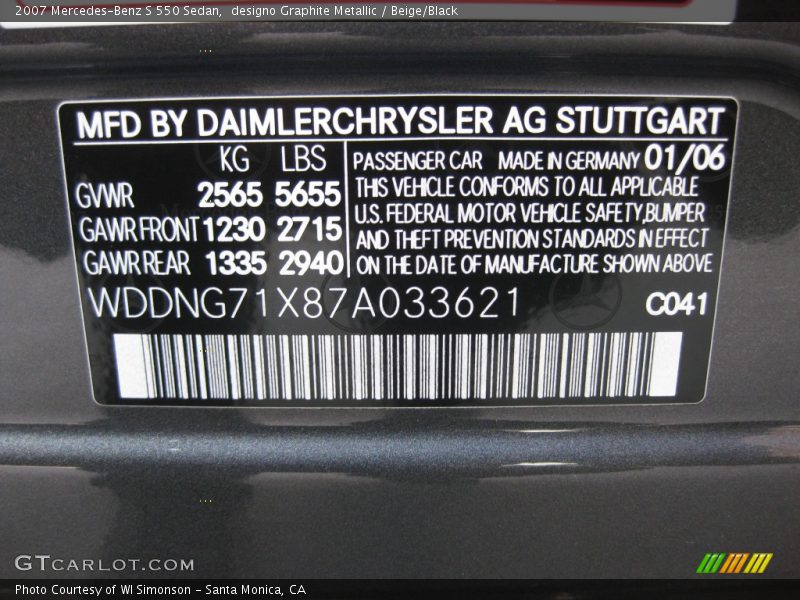 2007 Mercedes-Benz S 550 Sedan,  designo Graphite Metallic / Beige/Black
MFD BY DAIMLERCHRYSLER AG STUTTGART
KG LBS
GVWR 2565 5655
GAWR FRONT 1230 2715
GAWR REAR 1335 2940
PASSENGER CAR MADE IN GERMANY 01/06
THIS VEHICLE CONFORMS TO ALL APPLICABLE
U.S. FEDERAL MOTOR VEHICLE SAFETY,BUMPER
AND THEFT PREVENTION STANDARDS IN EFFECT
ON THE DATE OF MANUFACTURE SHOWN ABOVE
WDDNG71X87A033621 C041
GTCARLOT.COM
Photo Courtesy of WI Simonson - Santa Monica, CA